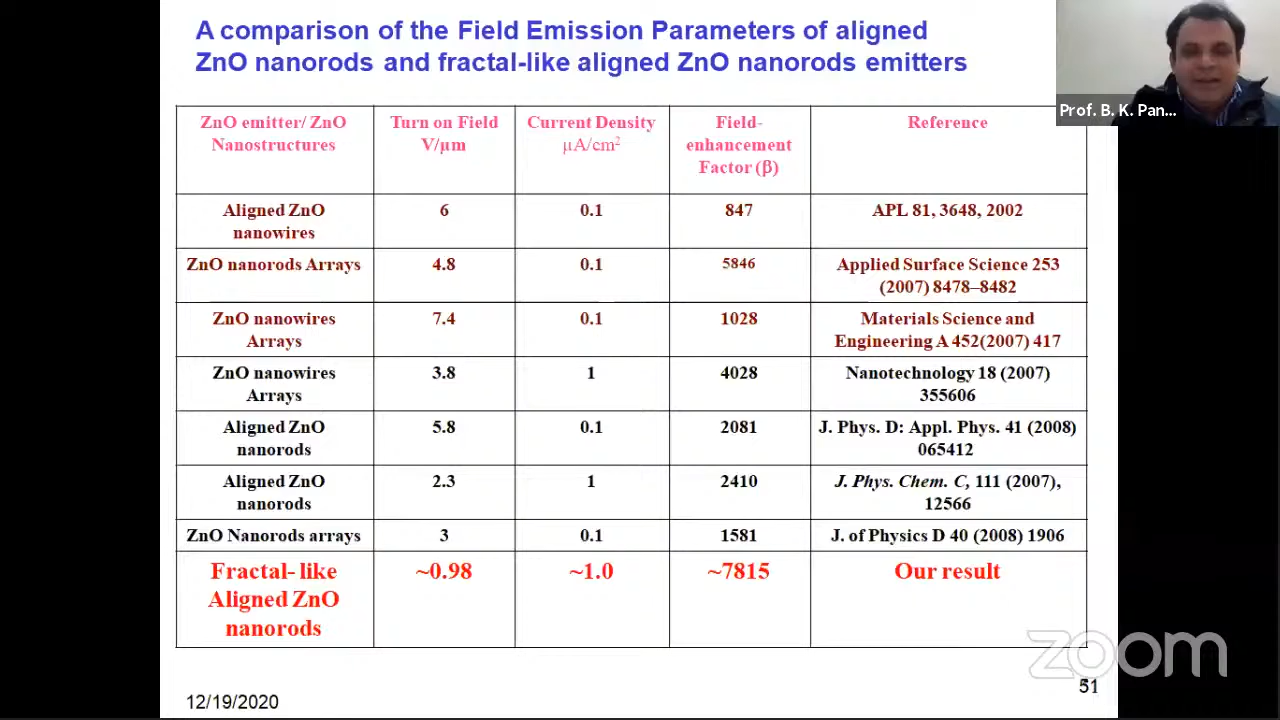 A comparison of the Field Emission Parameters of aligned
ZnO nanorods and fractal-like aligned ZnO nanorods emitters
Prof. B. K. Pan...
ZnO emitter/ ZnO
Nanostructures
Turn on Field
V/μm
Current Density
μA/cm²
Field-
enhancement
Factor (β)
Reference
Aligned ZnO
nanowires
6
0.1
847
APL 81, 3648, 2002
ZnO nanorods Arrays
4.8
0.1
5846
Applied Surface Science 253
(2007) 8478–8482
ZnO nanowires
Arrays
7.4
0.1
1028
Materials Science and
Engineering A 452(2007) 417
ZnO nanowires
Arrays
3.8
1
4028
Nanotechnology 18 (2007)
355606
Aligned ZnO
nanorods
5.8
0.1
2081
J. Phys. D: Appl. Phys. 41 (2008)
065412
Aligned ZnO
nanorods
2.3
1
2410
J. Phys. Chem. C, 111 (2007),
12566
ZnO Nanorods arrays
3
0.1
1581
J. of Physics D 40 (2008) 1906
Fractal- like
Aligned ZnO
nanorods
~0.98
~1.0
~7815
Our result
zoom
12/19/2020
51